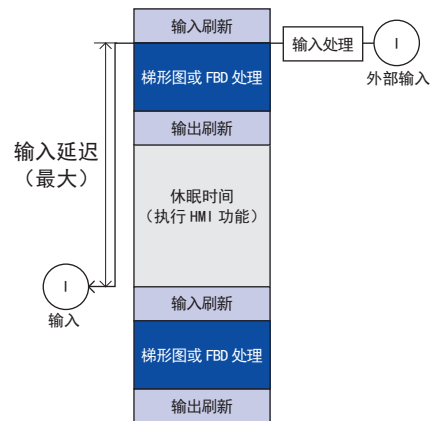 输入刷新
输入处理
I
外部输入
梯形图或 FBD 处理
输出刷新
输入延迟
（最大）
休眠时间
（执行 HMI 功能）
I
输入
输入刷新
梯形图或 FBD 处理
输出刷新